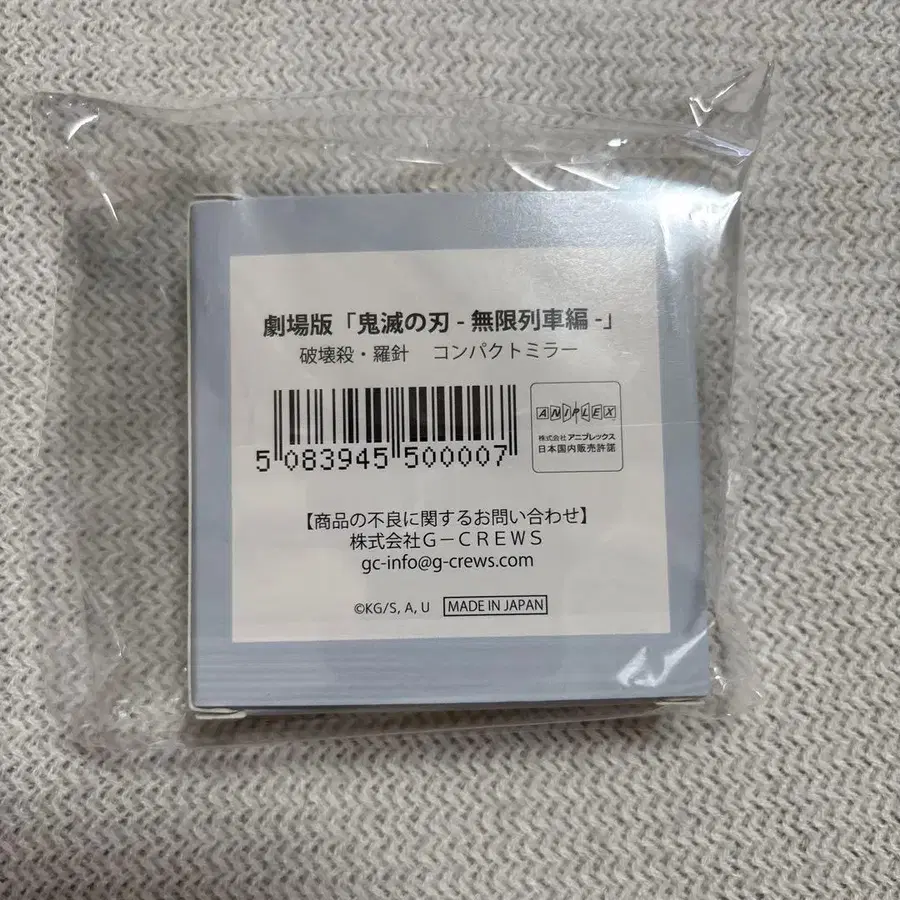 劇場版「鬼滅の刃 - 無限列車編 -」
破壊殺・羅針 コンパクトミラー
5 083945 500007
ANIPLEX
株式会社アニプレックス
日本国内販売許諾
【商品の不良に関するお問い合わせ】
株式会社G－CREWS
gc-info@g-crews.com
©KG/S, A, U MADE IN JAPAN